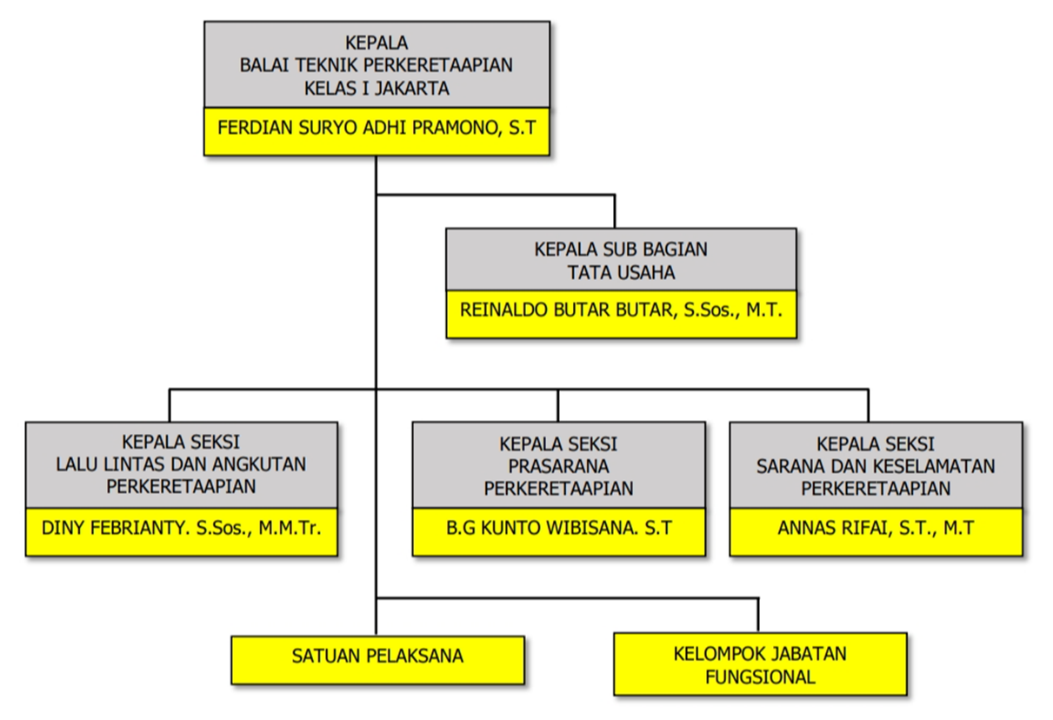 KEPALA
BALAI TEKNIK PERKERETAAPIAN
KELAS I JAKARTA
FERDIAN SURYO ADHI PRAMONO, S.T
KEPALA SUB BAGIAN
TATA USAHA
REINALDO BUTAR BUTAR, S.Sos., M.T.
KEPALA SEKSI
LALU LINTAS DAN ANGKUTAN
PERKERETAAPIAN
DINY FEBRIANTY. S.Sos., M.M.Tr.
KEPALA SEKSI
PRASARANA
PERKERETAAPIAN
B.G KUNTO WIBISANA. S.T
KEPALA SEKSI
SARANA DAN KESELAMATAN
PERKERETAAPIAN
ANNAS RIFAI, S.T., M.T
SATUAN PELAKSANA
KELOMPOK JABATAN
FUNGSIONAL